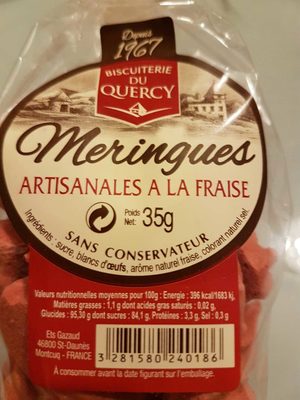 Depuis
1967
BISCUITERIE
DU
QUERCY
Meringues
ARTISANALES A LA FRAISE
Poids
Net: 35g
SANS CONSERVATEUR
Ingrédients : sucre, blancs d'œufs, arôme naturel fraise, colorant naturel, sel.
Valeurs nutritionnelles moyennes pour 100g : Energie : 396 kcal/1683 kj,
Matières grasses : 1,1 g dont acides gras saturés : 0,02 g,
Glucides : 95,30 g dont sucres : 84,1 g, Protéines : 3,3 g, Sel : 0,3 g
Ets Gazaud
46800 St-Daunès
Montcuq - FRANCE
3 281580 240186
A consommer avant la date figurant sur l'emballage.